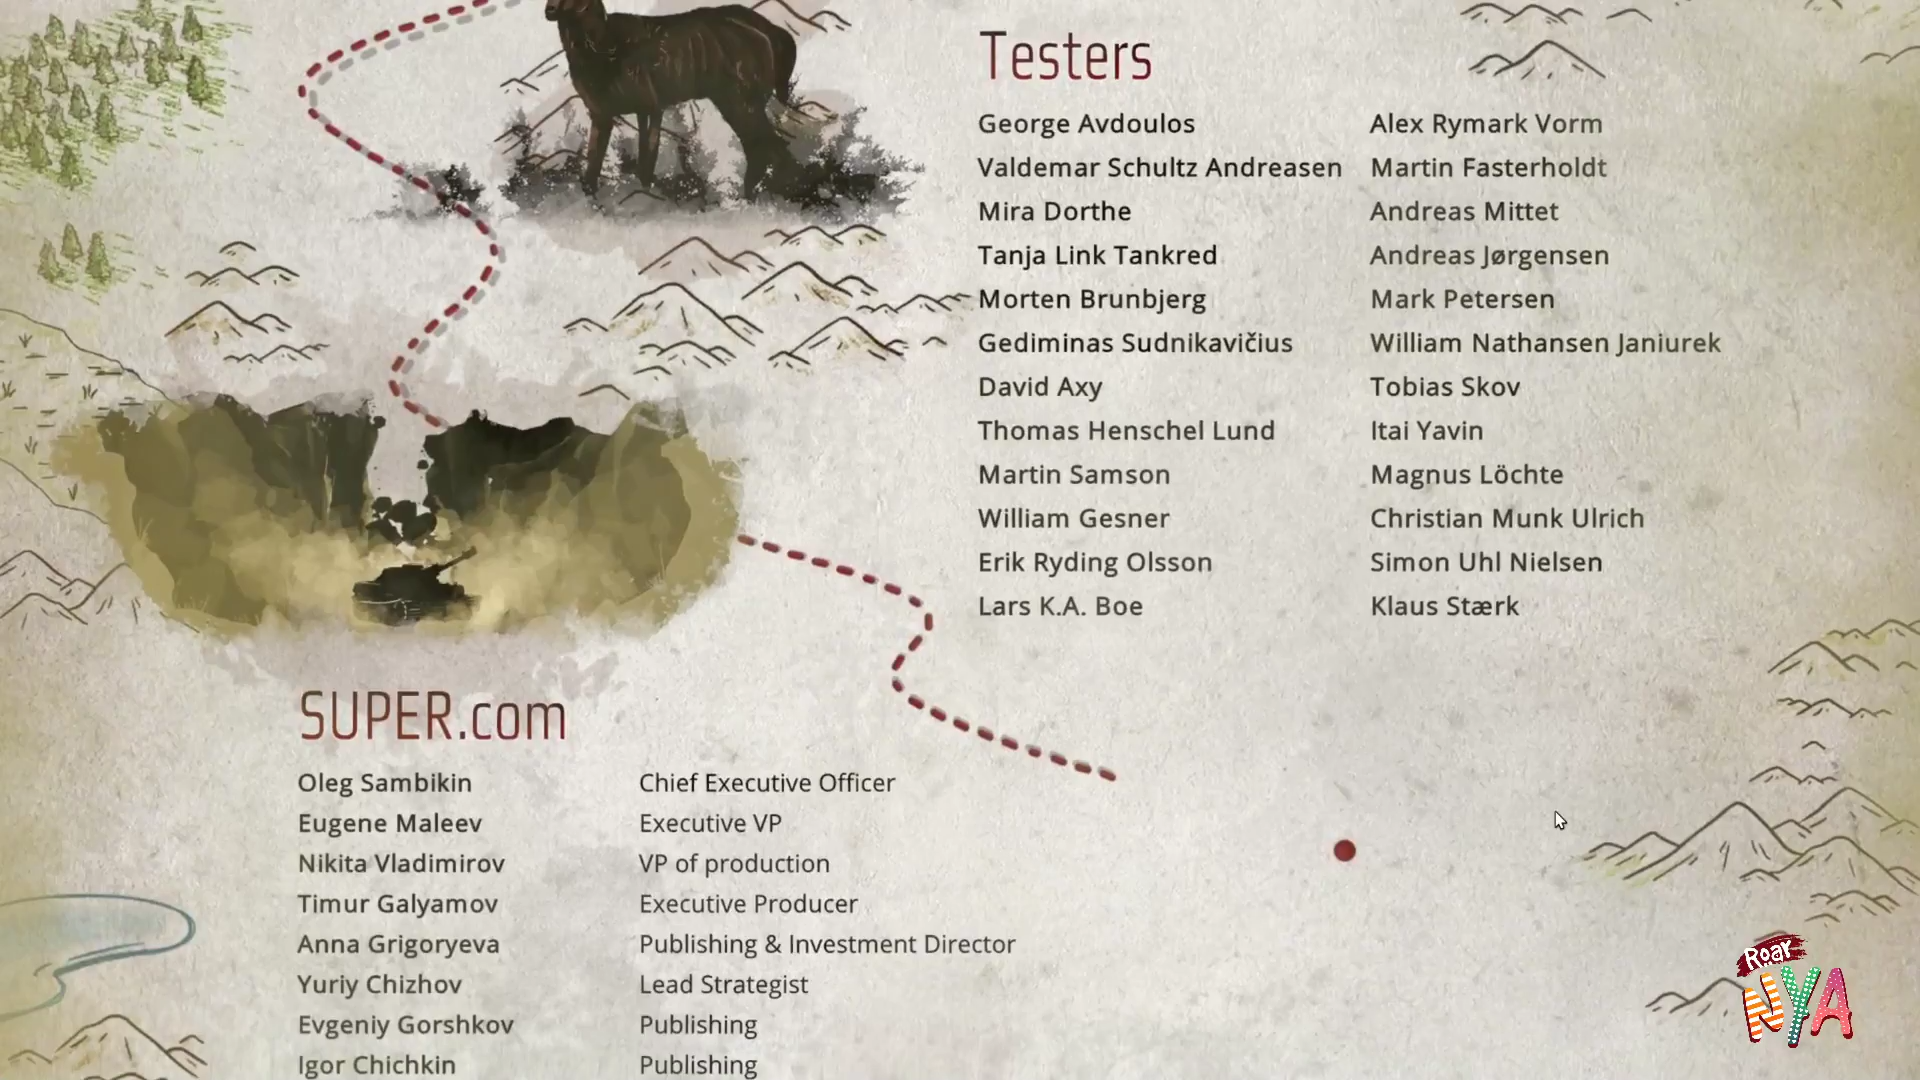 Testers
George Avdoulos Alex Rymark Vorm
Valdemar Schultz Andreasen Martin Fasterholdt
Mira Dorthe Andreas Mittet
Tanja Link Tankred Andreas Jørgensen
Morten Brunbjerg Mark Petersen
Gediminas Sudnikavičius William Nathansen Janiurek
David Axy Tobias Skov
Thomas Henschel Lund Itai Yavin
Martin Samson Magnus Löchte
William Gesner Christian Munk Ulrich
Erik Ryding Olsson Simon Uhl Nielsen
Lars K.A. Boe Klaus Stærk
SUPER.com
Oleg Sambikin Chief Executive Officer
Eugene Maleev Executive VP
Nikita Vladimirov VP of production
Timur Galyamov Executive Producer
Anna Grigoryeva Publishing & Investment Director
Yuriy Chizhov Lead Strategist
Evgeniy Gorshkov Publishing
Igor Chichkin Publishing
Roar
NYA